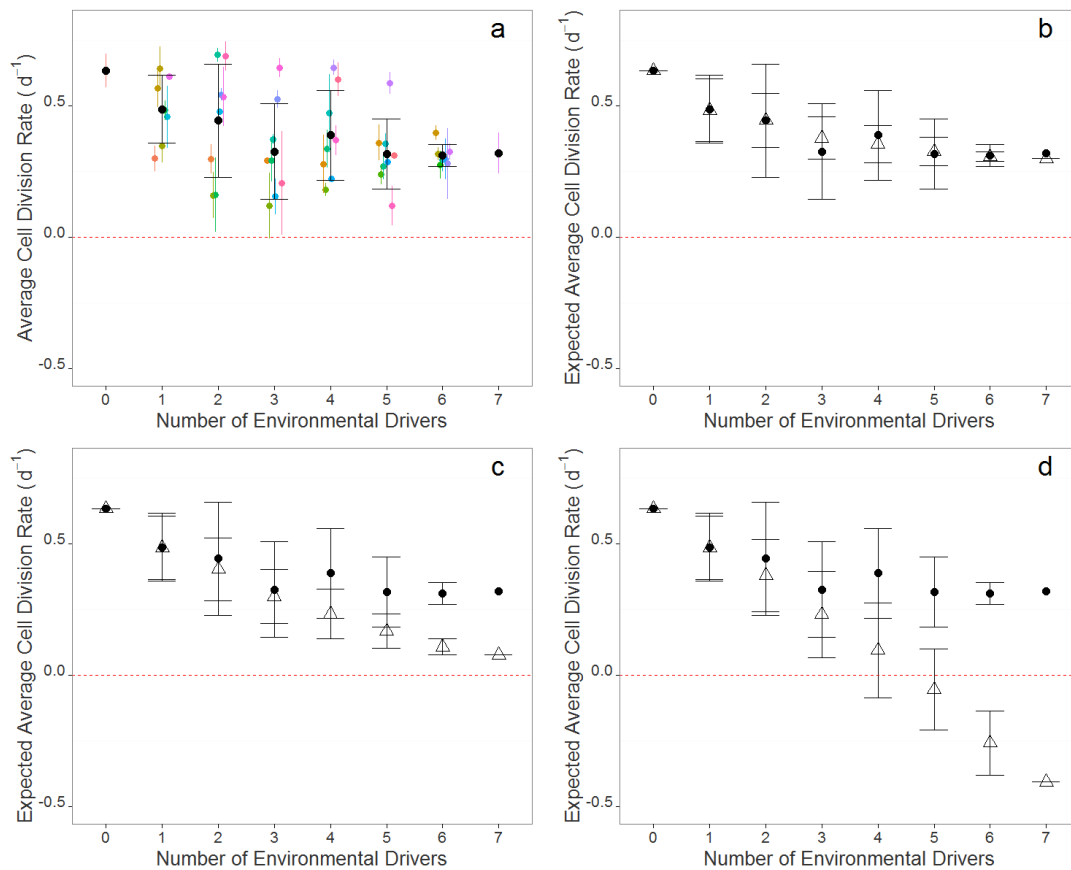 a
Average Cell Division Rate ( d⁻¹)
0.5
0.0
-0.5
0 1 2 3 4 5 6 7
Number of Environmental Drivers
b
Expected Average Cell Division Rate ( d⁻¹)
0.5
0.0
-0.5
0 1 2 3 4 5 6 7
Number of Environmental Drivers
c
Expected Average Cell Division Rate ( d⁻¹)
0.5
0.0
-0.5
0 1 2 3 4 5 6 7
Number of Environmental Drivers
d
Expected Average Cell Division Rate ( d⁻¹)
0.5
0.0
-0.5
0 1 2 3 4 5 6 7
Number of Environmental Drivers